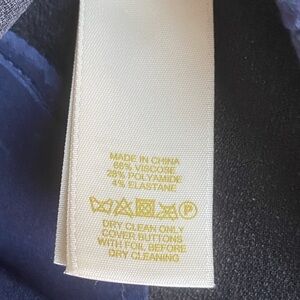 MADE IN CHINA
68% VISCOSE
28% POLYAMIDE
4% ELASTANE
P
DRY CLEAN ONLY
COVER BUTTONS
WITH FOIL BEFORE
DRY CLEANING